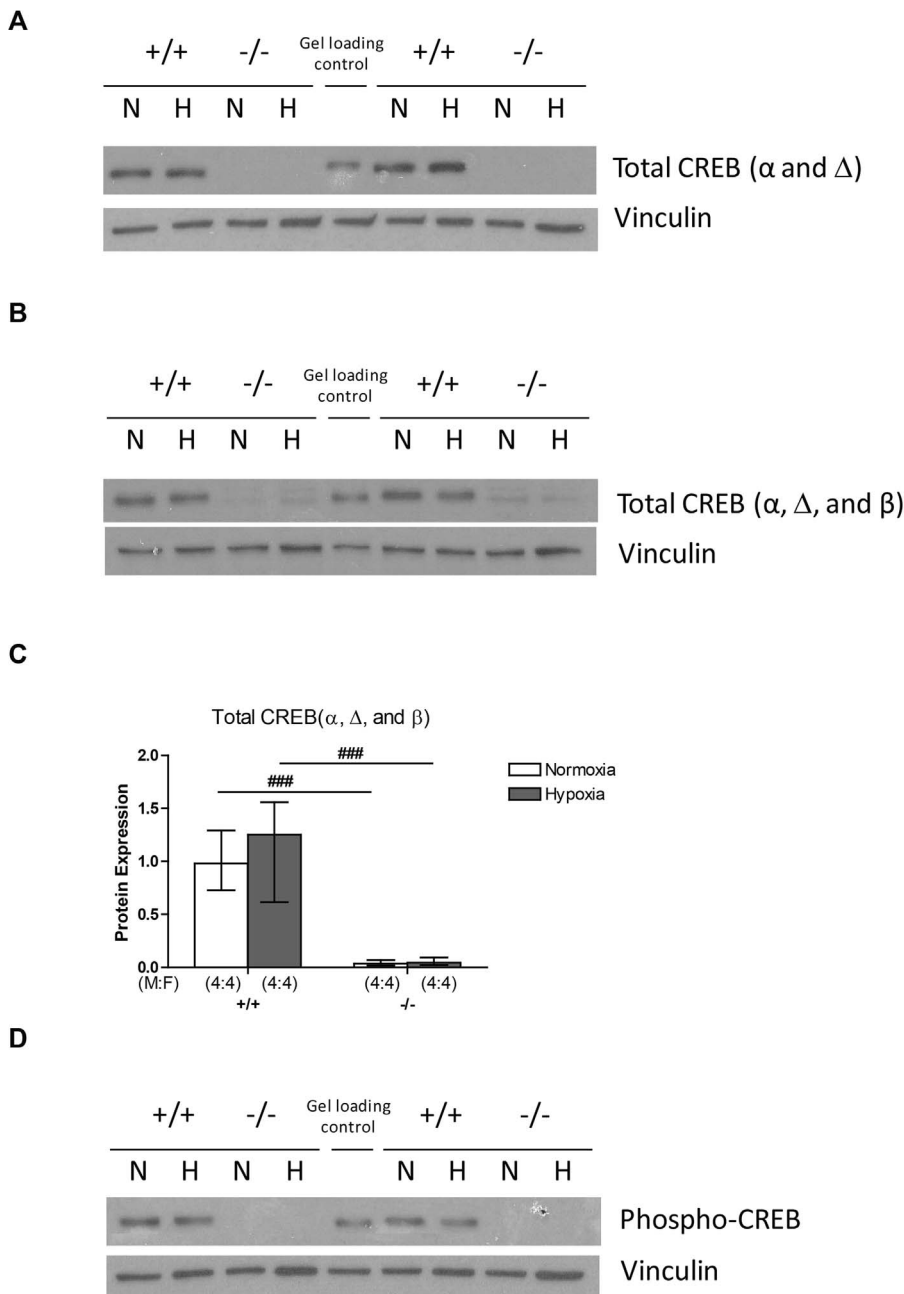 A
+/+ -/- Gel loading control +/+ -/-
N H N H N H N H
Total CREB (α and Δ)
Vinculin
B
+/+ -/- Gel loading control +/+ -/-
N H N H N H N H
Total CREB (α, Δ, and β)
Vinculin
C
Total CREB(α, Δ, and β)
2.0
1.5
1.0
0.5
0.0
Protein Expression
###
###
Normoxia
Hypoxia
(M:F) (4:4) (4:4) (4:4) (4:4)
+/+ -/-
D
+/+ -/- Gel loading control +/+ -/-
N H N H N H N H
Phospho-CREB
Vinculin